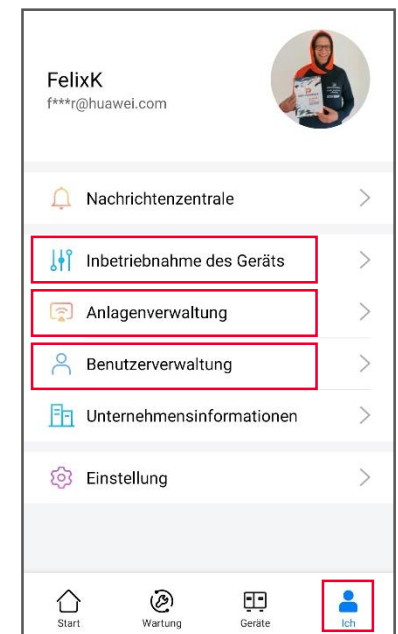 FelixK
f***r@huawei.com
Nachrichtenzentrale
Inbetriebnahme des Geräts
Anlagenverwaltung
Benutzerverwaltung
Unternehmensinformationen
Einstellung
Start Wartung Geräte Ich